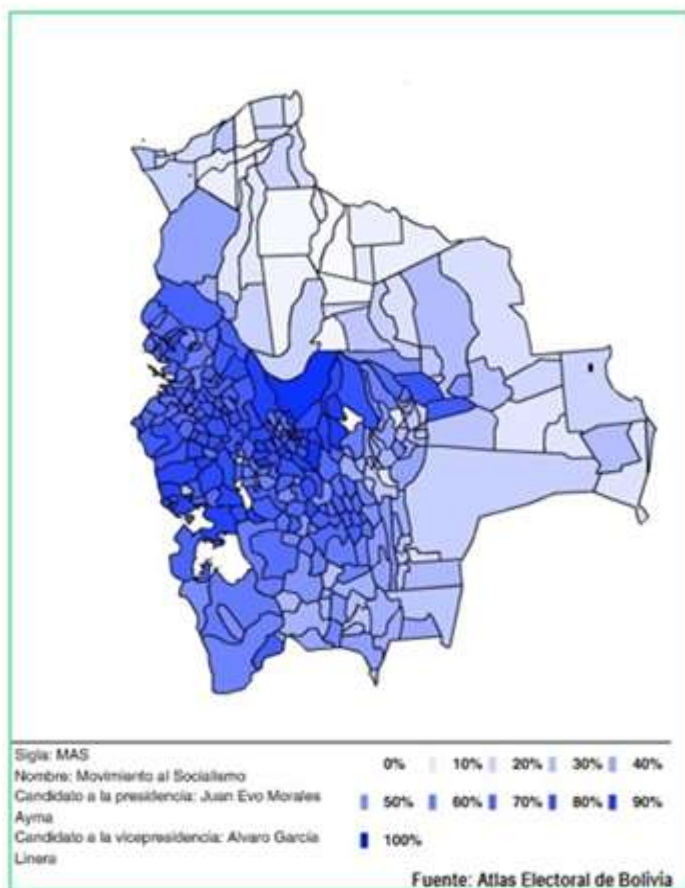 Sigla: MAS
Nombre: Movimiento al Socialismo
Candidato a la presidencia: Juan Evo Morales
Ayma
Candidato a la vicepresidencia: Alvaro García
Linera
0% 10% 20% 30% 40%
50% 60% 70% 80% 90%
100%
Fuente: Atlas Electoral de Bolivia